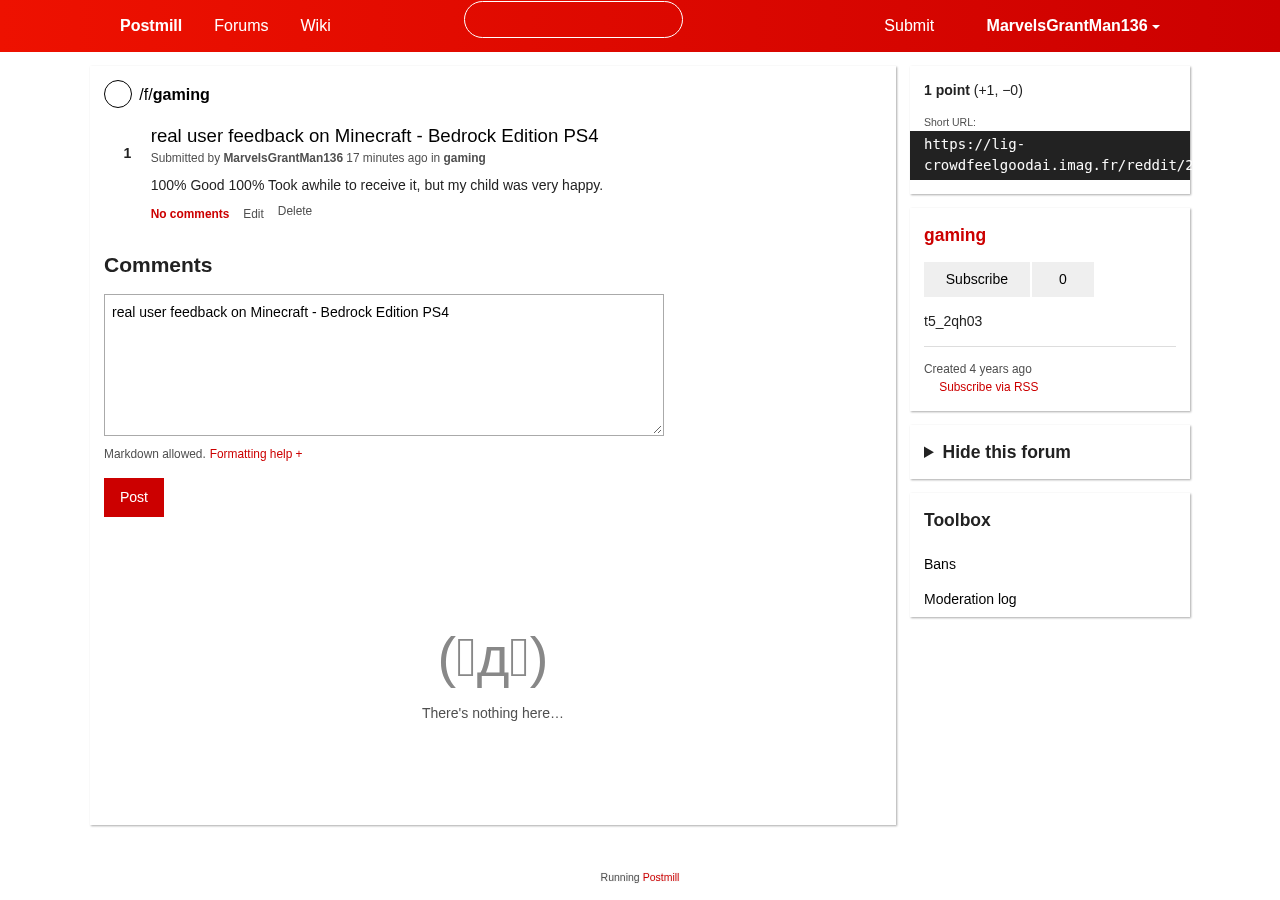 Postmill Forums Wiki Submit MarvelsGrantMan136
/f/gaming
real user feedback on Minecraft - Bedrock Edition PS4
1
Submitted by MarvelsGrantMan136 17 minutes ago in gaming
100% Good 100% Took awhile to receive it, but my child was very happy.
No comments Edit Delete
Comments
real user feedback on Minecraft - Bedrock Edition PS4
Markdown allowed. Formatting help +
Post
There's nothing here…
1 point (+1, −0)
Short URL:
https://lig-
crowdfeelgoodai.imag.fr/reddit/2
gaming
Subscribe 0
t5_2qh03
Created 4 years ago
Subscribe via RSS
Hide this forum
Toolbox
Bans
Moderation log
Running Postmill